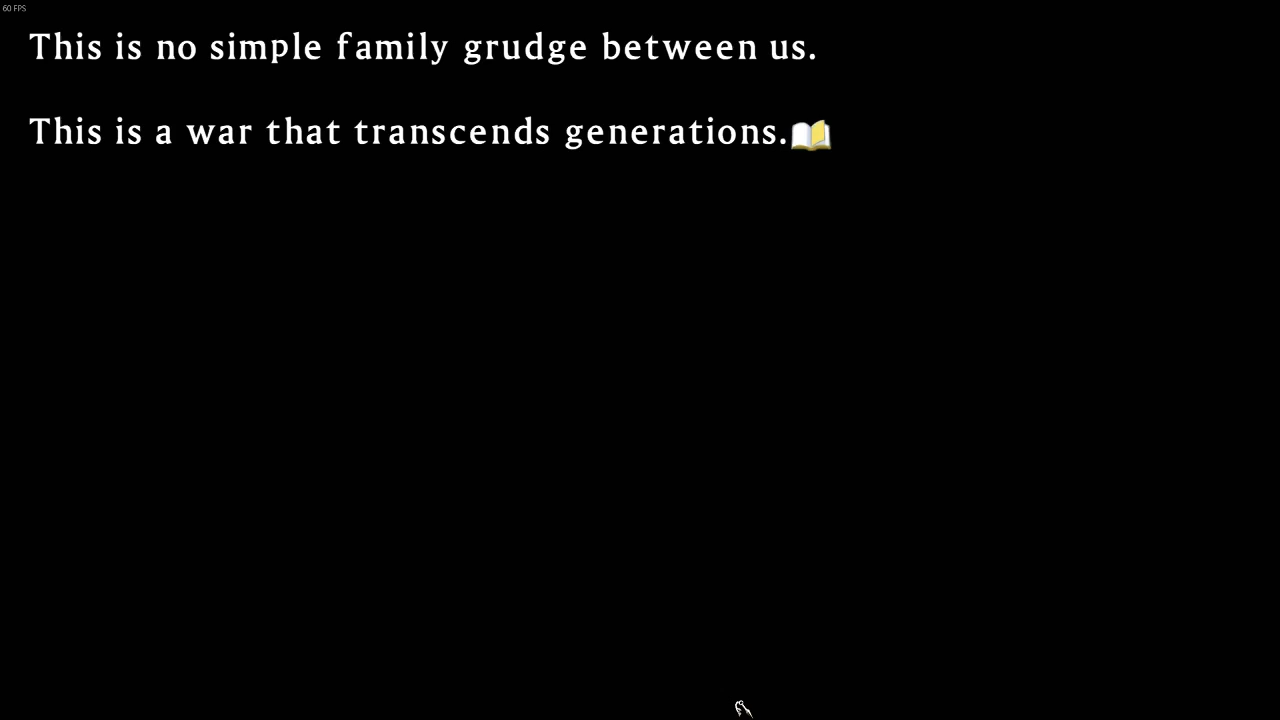 60 FPS
This is no simple family grudge between us.
This is a war that transcends generations.